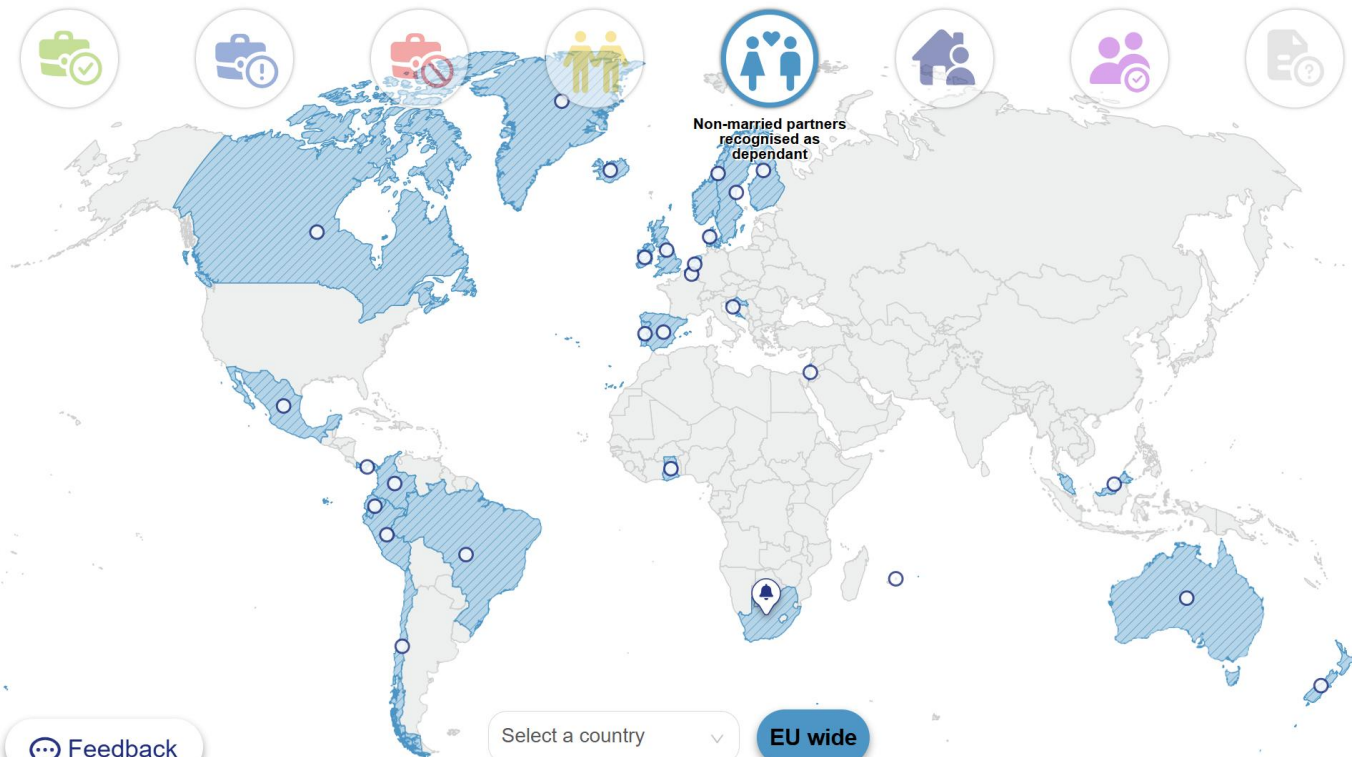 Non-married partners
recognised as
dependant
Feedback
Select a country
EU wide